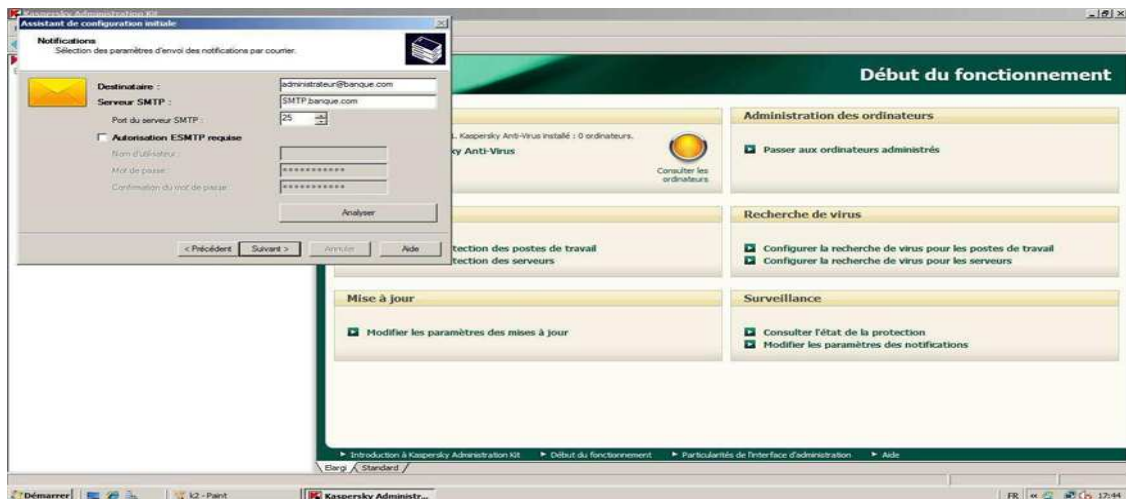 Kaspersky Administration Kit
Assistant de configuration initiale
Notifications
Sélection des paramètres d'envoi des notifications par courrier.
Destinataire :
administrateur@banque.com
Serveur SMTP :
SMTP.banque.com
Port du serveur SMTP :
25
Autorisation ESMTP requise
Nom d'utilisateur :
Mot de passe :
Confirmation du mot de passe :
Analyser
< Précédent
Suivant >
Annuler
Aide
Début du fonctionnement
Kaspersky Anti-Virus installé : 0 ordinateurs.
ky Anti-Virus
Consulter les
ordinateurs
Administration des ordinateurs
Passer aux ordinateurs administrés
tection des postes de travail
tection des serveurs
Recherche de virus
Configurer la recherche de virus pour les postes de travail
Configurer la recherche de virus pour les serveurs
Mise à jour
Modifier les paramètres des mises à jour
Surveillance
Consulter l'état de la protection
Modifier les paramètres des notifications
Introduction à Kaspersky Administration Kit
Début du fonctionnement
Particularités de l'interface d'administration
Aide
Elargi
Standard
Démarrer
k2 - Paint
Kaspersky Administr...
FR
17:44